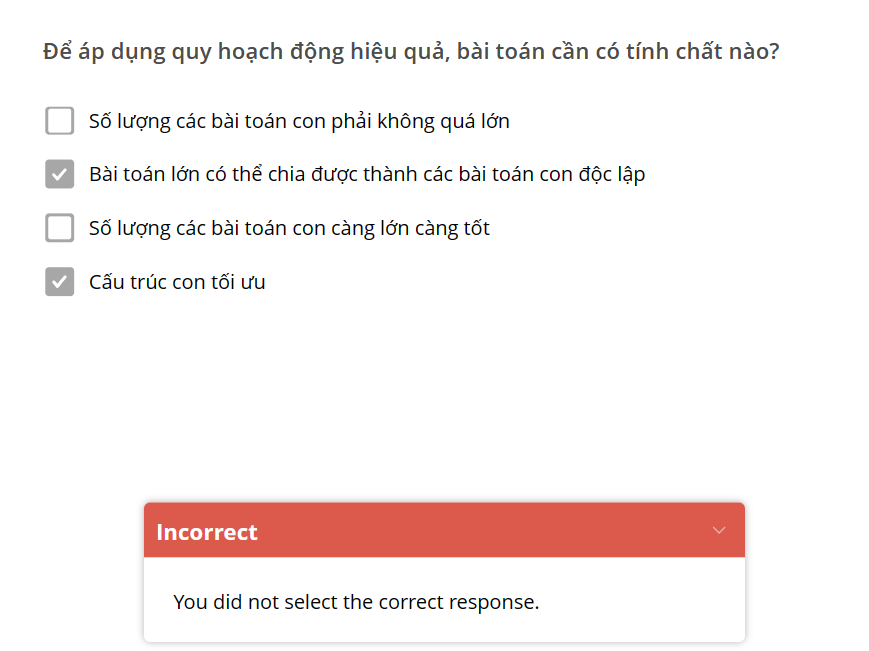 Để áp dụng quy hoạch động hiệu quả, bài toán cần có tính chất nào?
Số lượng các bài toán con phải không quá lớn
Bài toán lớn có thể chia được thành các bài toán con độc lập
Số lượng các bài toán con càng lớn càng tốt
Cấu trúc con tối ưu
Incorrect
You did not select the correct response.